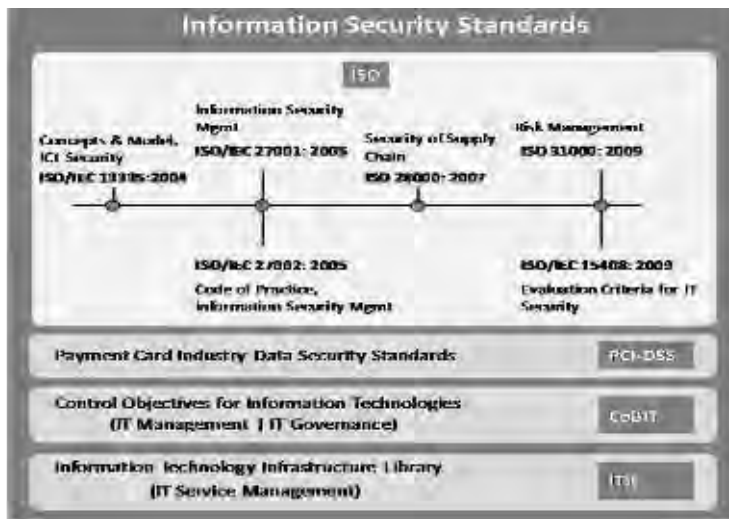 Information Security Standards
ISO
Concepts & Model,
ICT Security
ISO/IEC 13335:2004
Information Security
Mgmt
ISO/IEC 27001: 2005
Security of Supply
Chain
ISO 28000: 2007
Risk Management
ISO 31000: 2009
ISO/IEC 27002: 2005
Code of Practice,
Information Security Mgmt
ISO/IEC 15408: 2009
Evaluation Criteria for IT
Security
Payment Card Industry Data Security Standards
PCI-DSS
Control Objectives for Information Technologies
(IT Management | IT Governance)
CoBIT
Information Technology Infrastructure Library
(IT Service Management)
ITIL